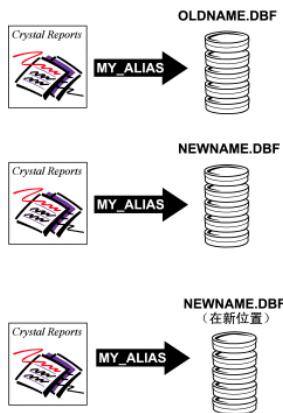 OLDNAME.DBF
Crystal Reports
MY_ALIAS
NEWNAME.DBF
Crystal Reports
MY_ALIAS
NEWNAME.DBF
（在新位置）
Crystal Reports
MY_ALIAS